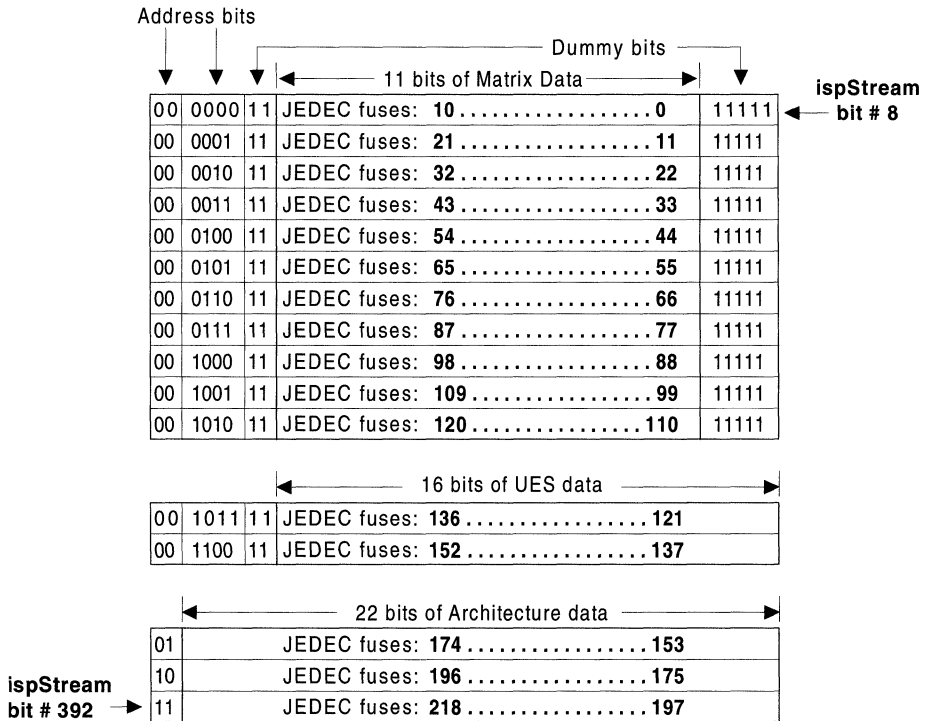 Address bits
Dummy bits
11 bits of Matrix Data
ispStream
bit # 8
00 0000 11 JEDEC fuses: 10..................0 11111
00 0001 11 JEDEC fuses: 21.................11 11111
00 0010 11 JEDEC fuses: 32.................22 11111
00 0011 11 JEDEC fuses: 43.................33 11111
00 0100 11 JEDEC fuses: 54.................44 11111
00 0101 11 JEDEC fuses: 65.................55 11111
00 0110 11 JEDEC fuses: 76.................66 11111
00 0111 11 JEDEC fuses: 87.................77 11111
00 1000 11 JEDEC fuses: 98.................88 11111
00 1001 11 JEDEC fuses: 109................99 11111
00 1010 11 JEDEC fuses: 120...............110 11111
16 bits of UES data
00 1011 11 JEDEC fuses: 136................121
00 1100 11 JEDEC fuses: 152................137
22 bits of Architecture data
01 JEDEC fuses: 174................153
10 JEDEC fuses: 196................175
ispStream
bit # 392
11 JEDEC fuses: 218................197